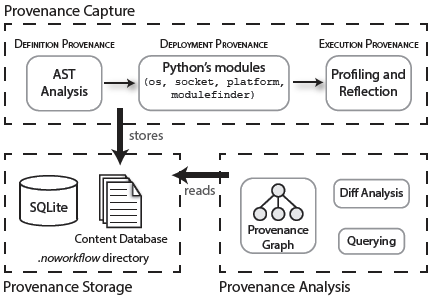 Provenance Capture
DEFINITION PROVENANCE
DEPLOYMENT PROVENANCE
EXECUTION PROVENANCE
AST
Analysis
Python's modules
(os, socket, platform,
modulefinder)
Profiling and
Reflection
stores
reads
SQLite
Content Database
.noworkflow directory
Provenance Storage
Provenance
Graph
Diff Analysis
Querying
Provenance Analysis